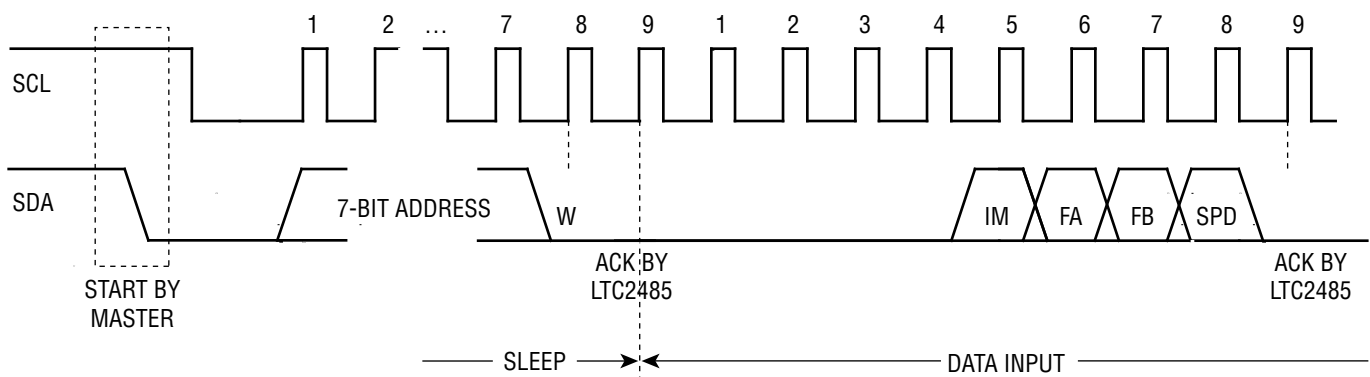 1 2 … 7 8 9 1 2 3 4 5 6 7 8 9
SCL
SDA
7-BIT ADDRESS
W
IM
FA
FB
SPD
START BY
MASTER
ACK BY
LTC2485
ACK BY
LTC2485
SLEEP
DATA INPUT